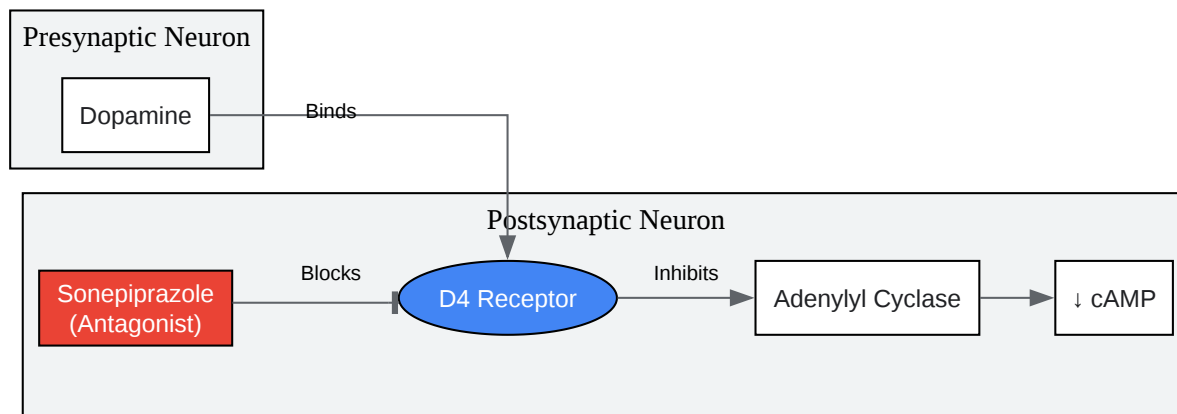 Presynaptic Neuron
Dopamine
Binds
Postsynaptic Neuron
Sonepiprazole
(Antagonist)
Blocks
D4 Receptor
Inhibits
Adenylyl Cyclase
↓ cAMP